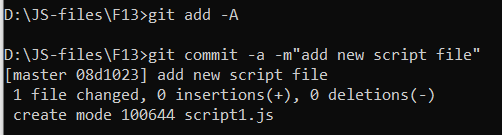 D:\JS-files\F13>git add -A
D:\JS-files\F13>git commit -a -m"add new script file"
[master 08d1023] add new script file
1 file changed, 0 insertions(+), 0 deletions(-)
create mode 100644 script1.js